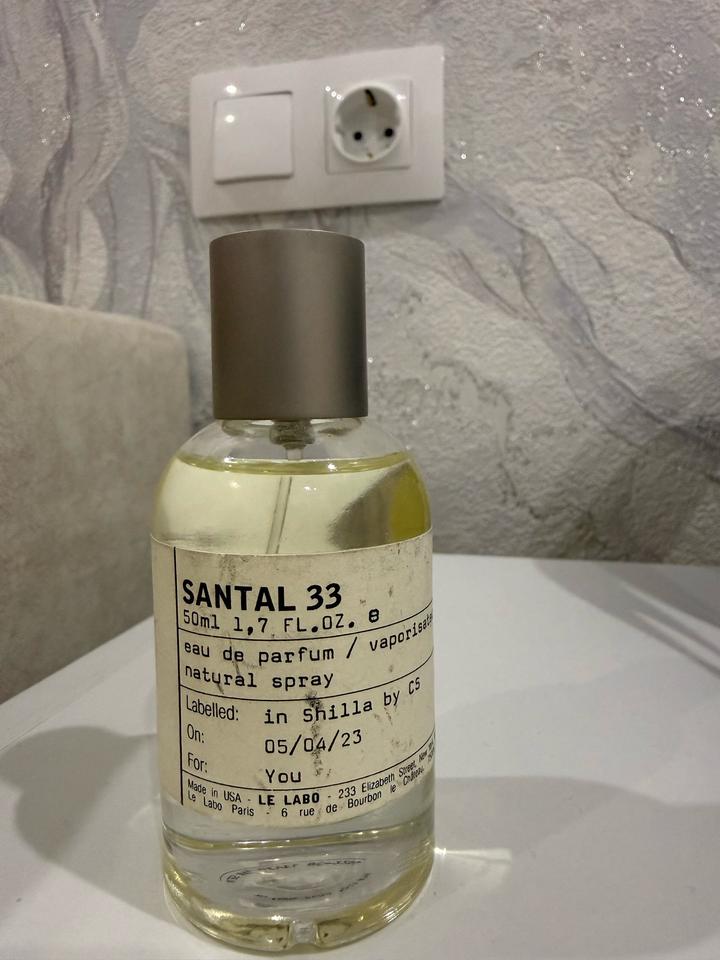 SANTAL 33
50ml 1,7 FL.OZ. e
eau de parfum / vaporisate
natural spray
Labelled: in Shilla by CS
On: 05/04/23
For: You
Made in USA - LE LABO - 233 Elizabeth Street, New
Le Labo Paris - 6 rue de Bourbon le Château,